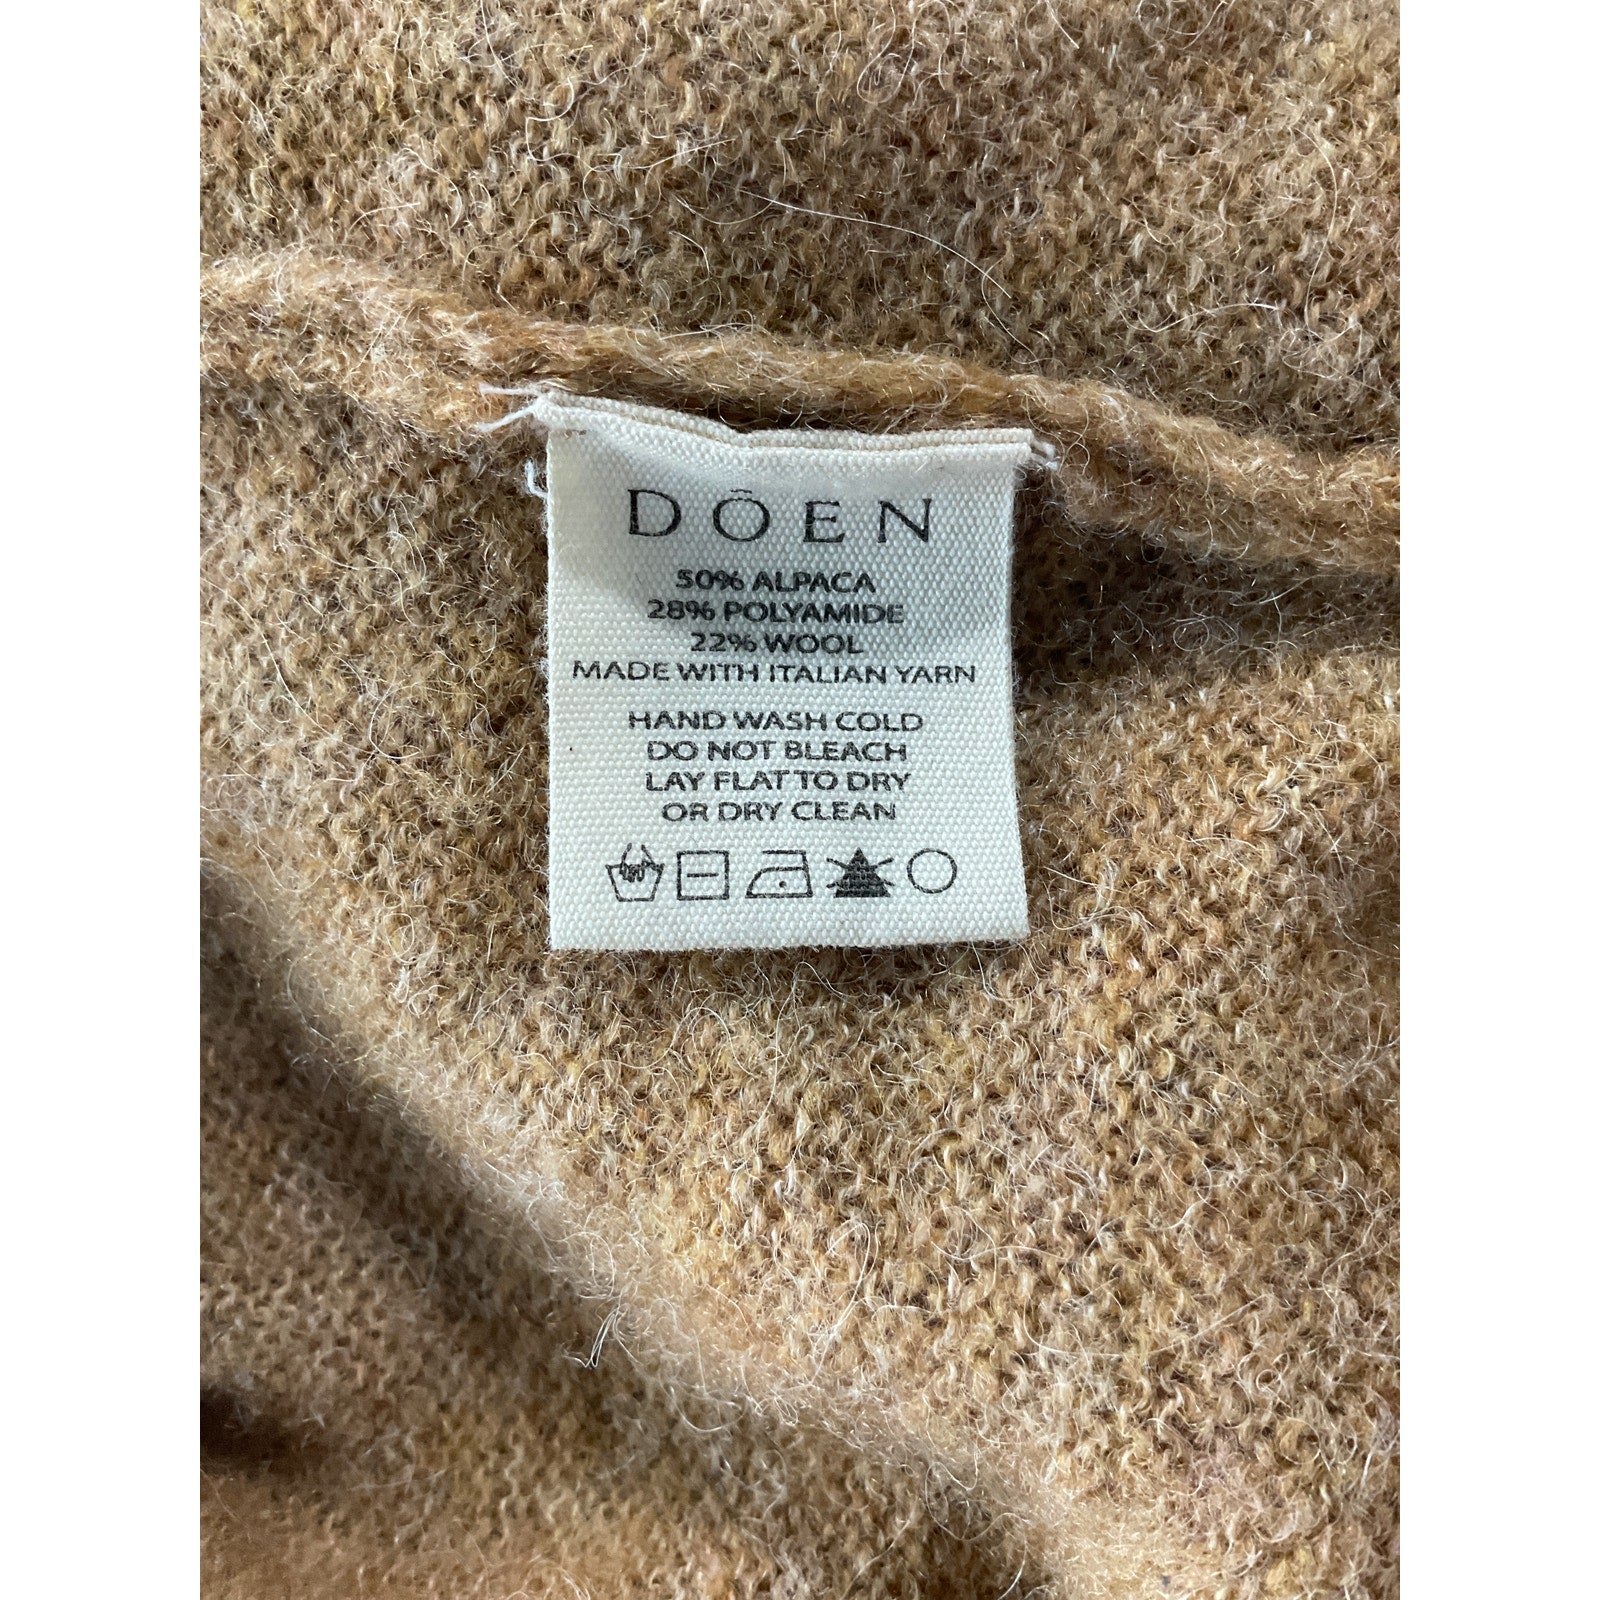 DÔEN
50% ALPACA
28% POLYAMIDE
22% WOOL
MADE WITH ITALIAN YARN
HAND WASH COLD
DO NOT BLEACH
LAY FLAT TO DRY
OR DRY CLEAN